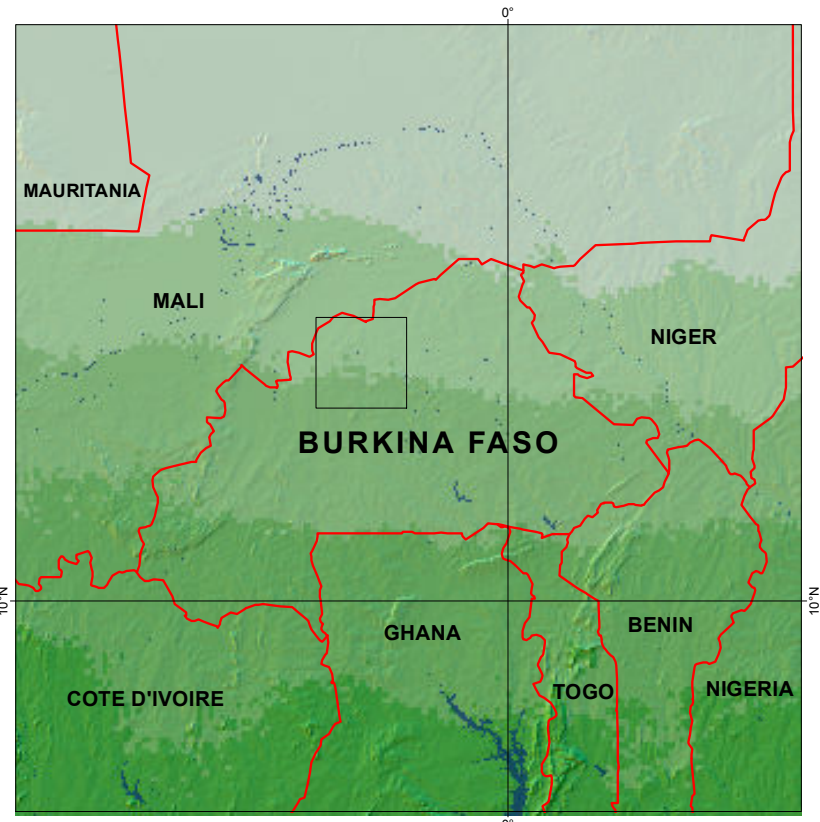 0°
MAURITANIA
MALI
NIGER
BURKINA FASO
10°N
10°N
GHANA
BENIN
COTE D'IVOIRE
TOGO
NIGERIA
0°